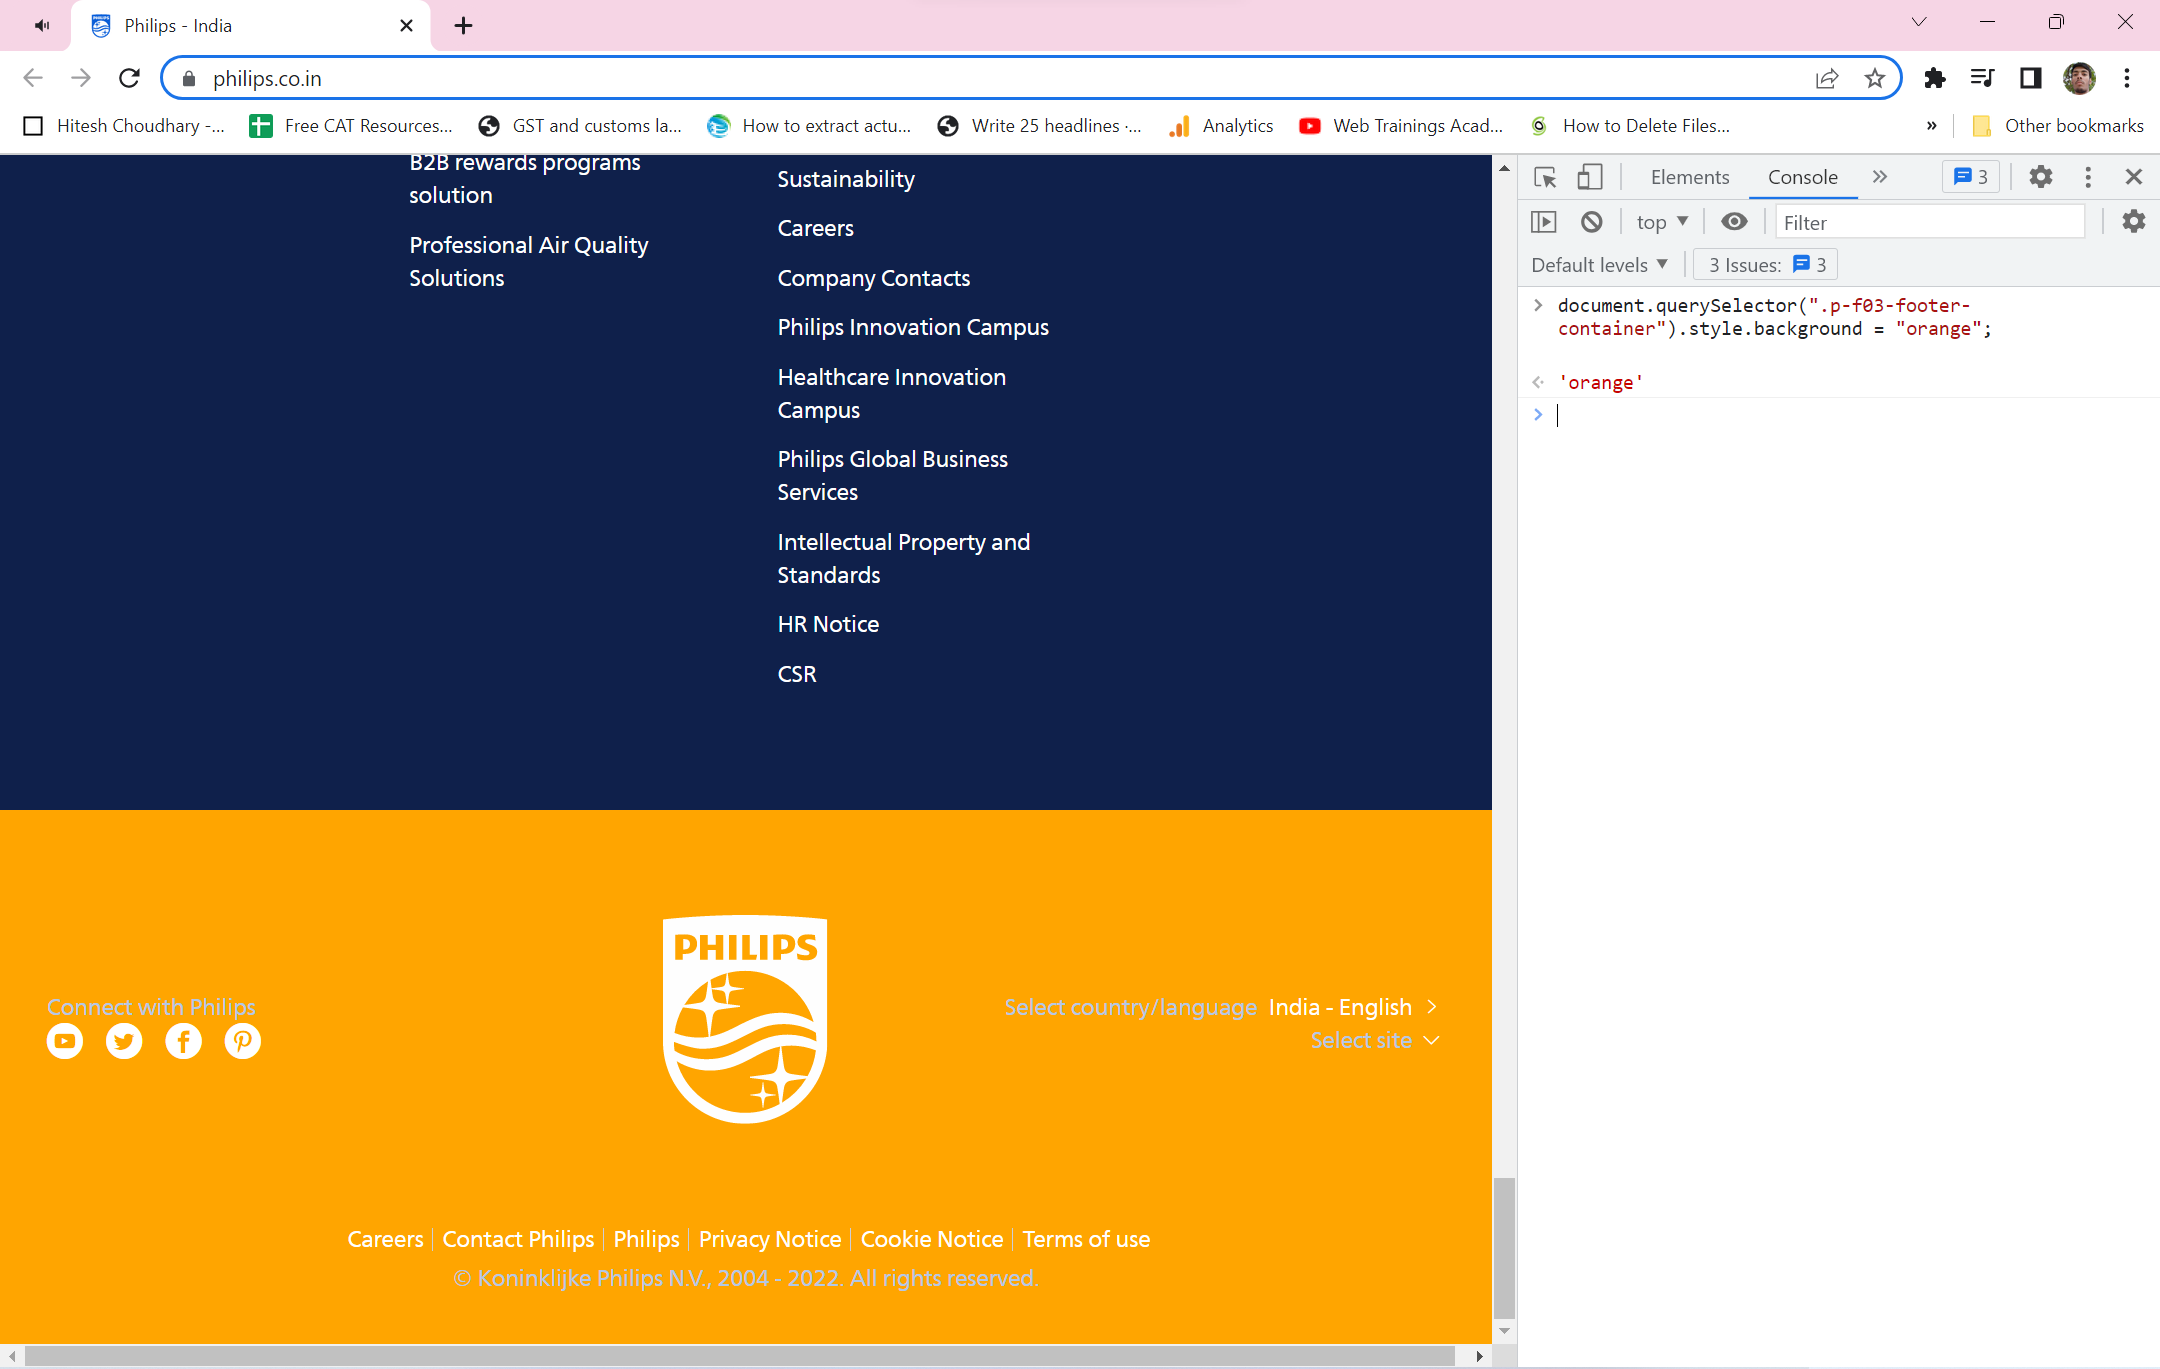 Philips - India
philips.co.in
Hitesh Choudhary -...
Free CAT Resources...
GST and customs la...
How to extract actu...
Write 25 headlines -...
Analytics
Web Trainings Acad...
How to Delete Files...
»
Other bookmarks
B2B rewards programs
solution
Professional Air Quality
Solutions
Sustainability
Careers
Company Contacts
Philips Innovation Campus
Healthcare Innovation
Campus
Philips Global Business
Services
Intellectual Property and
Standards
HR Notice
CSR
Connect with Philips
PHILIPS
Select country/language India - English
Select site
Careers | Contact Philips | Philips | Privacy Notice | Cookie Notice | Terms of use
© Koninklijke Philips N.V., 2004 - 2022. All rights reserved.
Elements
Console
»
3
top
Filter
Default levels
3 Issues: 3
document.querySelector(".p-f03-footer-
container").style.background = "orange";
'orange'